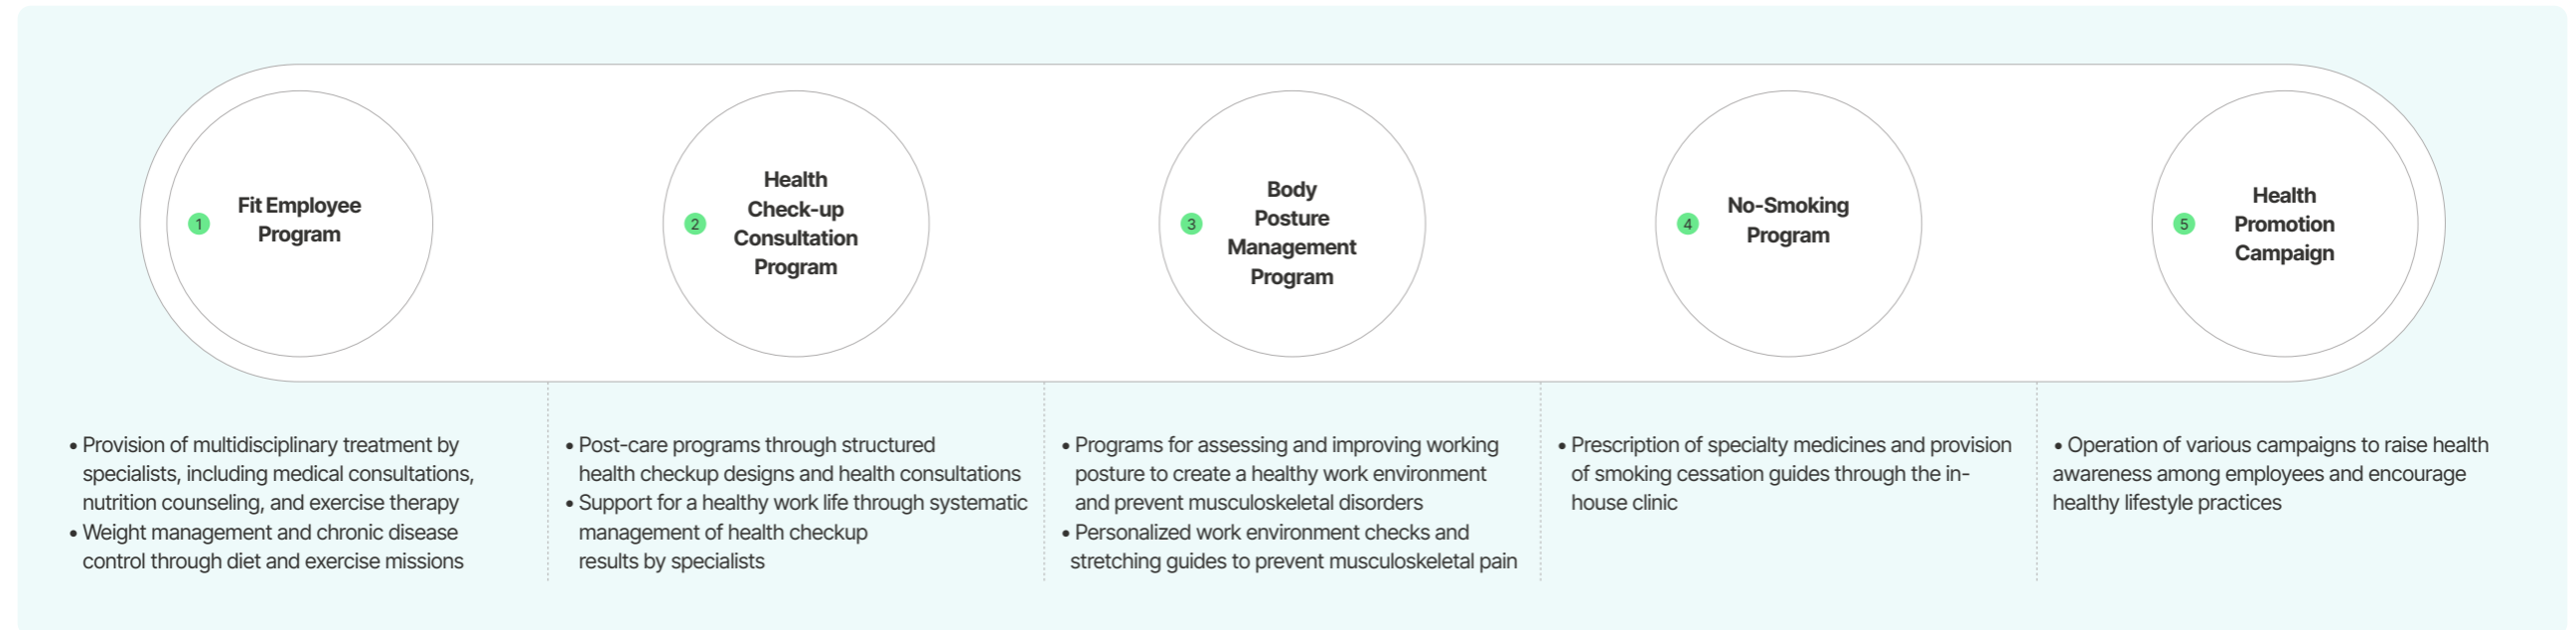 1
Fit Employee
Program
2
Health
Check-up
Consultation
Program
3
Body
Posture
Management
Program
4
No-Smoking
Program
5
Health
Promotion
Campaign
• Provision of multidisciplinary treatment by
specialists, including medical consultations,
nutrition counseling, and exercise therapy
• Weight management and chronic disease
control through diet and exercise missions
• Post-care programs through structured
health checkup designs and health consultations
• Support for a healthy work life through systematic
management of health checkup
results by specialists
• Programs for assessing and improving working
posture to create a healthy work environment
and prevent musculoskeletal disorders
• Personalized work environment checks and
stretching guides to prevent musculoskeletal pain
• Prescription of specialty medicines and provision
of smoking cessation guides through the in-
house clinic
• Operation of various campaigns to raise health
awareness among employees and encourage
healthy lifestyle practices